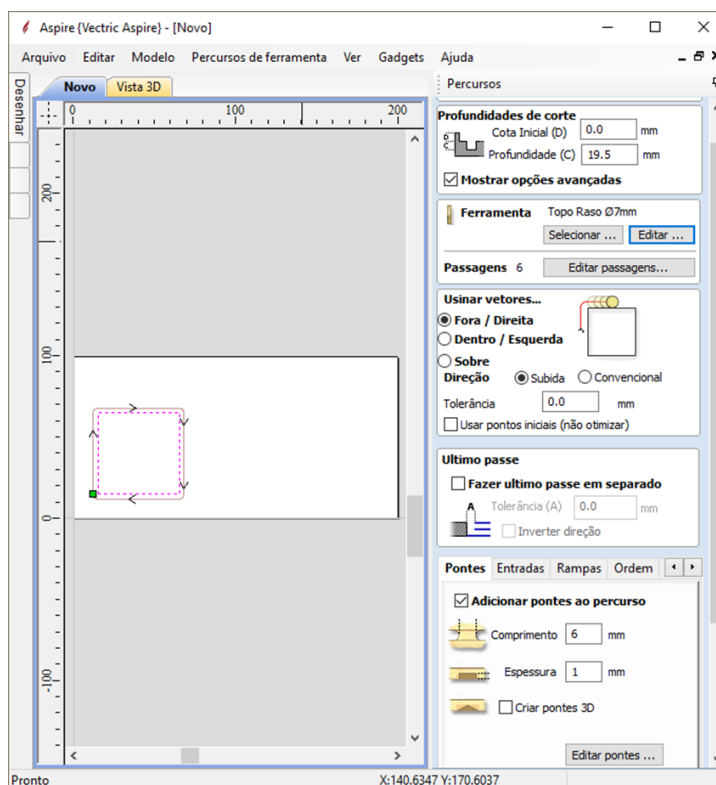 Aspire {Vectric Aspire} - [Novo]
Arquivo Editar Modelo Percursos de ferramenta Ver Gadgets Ajuda
Desenhar
Novo Vista 3D
0 100 200
200
100
0
-100
Percursos
Profundidades de corte
Cota Inicial (D) 0.0 mm
Profundidade (C) 19.5 mm
Mostrar opções avançadas
Ferramenta Topo Raso Ø7mm
Selecionar ... Editar ...
Passagens 6 Editar passagens...
Usinar vetores...
Fora / Direita
Dentro / Esquerda
Sobre
Direção Subida Convencional
Tolerância 0.0 mm
Usar pontos iniciais (não otimizar)
Ultimo passe
Fazer ultimo passe em separado
A Tolerância (A) 0.0 mm
Inverter direção
Pontes Entradas Rampas Ordem
Adicionar pontes ao percurso
Comprimento 6 mm
Espessura 1 mm
Criar pontes 3D
Editar pontes ...
Pronto X:140.6347 Y:170.6037